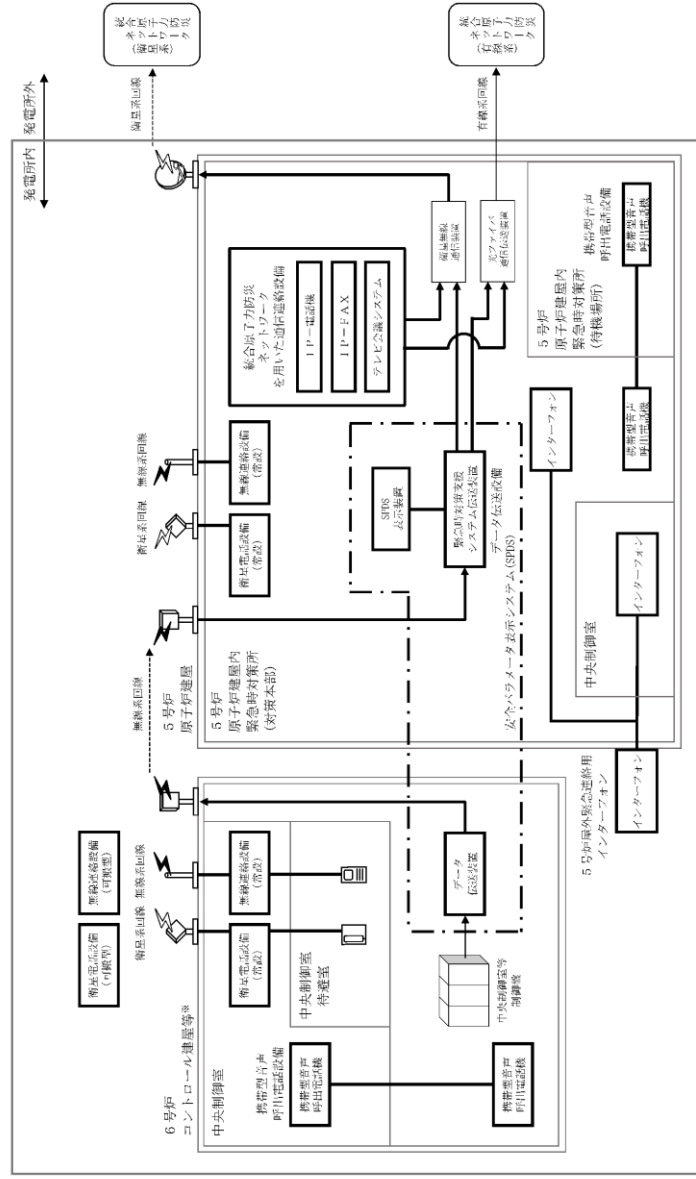 発電所内
発電所外
統合原子力防災
ネットワーク
(衛星系)
統合原子力防災
ネットワーク
(有線系)
衛星系回線
有線系回線
無線系回線
衛星電話設備
(可搬型)
無線連絡設備
(可搬型)
衛星系回線
無線系回線
6号炉
コントロール建屋等※
中央制御室
衛星電話設備
(常設)
無線連絡設備
(常設)
中央制御室
待避室
携帯型音声
呼出電話設備
携帯型音声
呼出電話機
携帯型音声
呼出電話機
中央制御室等
制御盤
データ
伝送装置
5号炉
原子炉建屋
5号炉
原子炉建屋内
緊急時対策所
(対策本部)
衛星系回線
無線系回線
衛星電話設備
(常設)
無線連絡設備
(常設)
統合原子力防災
ネットワーク
を用いた通信連絡設備
IP-電話機
IP-FAX
テレビ会議システム
衛星無線
通信装置
光ファイバ
通信伝送装置
SPDS
表示装置
緊急時対策支援
システム伝送装置
データ伝送設備
安全パラメータ表示システム(SPDS)
5号炉屋外緊急連絡用
インターフォン
インターフォン
中央制御室
インターフォン
インターフォン
5号炉
原子炉建屋内
緊急時対策所
(待機場所)
携帯型音声
呼出電話設備
携帯型音声
呼出電話機
携帯型音声
呼出電話機